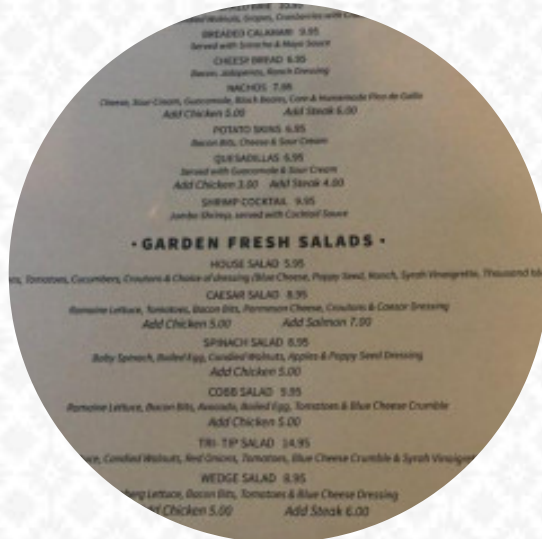 Walnuts, Grapes, Cranberries with
BREADED CALAMARI 9.95
Served with Sriracha & Mayo Sauce
CHEESY BREAD 6.95
Bacon, Jalapenos, Ranch Dressing
NACHOS 7.95
Cheese, Sour Cream, Guacamole, Black Beans, Corn & Homemade Pico de Gallo
Add Chicken 5.00 Add Steak 6.00
POTATO SKINS 6.95
Bacon Bits, Cheese & Sour Cream
QUESADILLAS 6.95
Served with Guacamole & Sour Cream
Add Chicken 3.00 Add Steak 4.00
SHRIMP COCKTAIL 9.95
Jumbo Shrimp, served with Cocktail Sauce
• GARDEN FRESH SALADS •
HOUSE SALAD 5.95
Tomatoes, Cucumbers, Croutons & Choice of dressing (Blue Cheese, Poppy Seed, Ranch, Syrah Vinaigrette, Thousand
CAESAR SALAD 8.95
Romaine Lettuce, Tomatoes, Bacon Bits, Parmesan Cheese, Croutons & Caesar Dressing
Add Chicken 5.00 Add Salmon 7.00
SPINACH SALAD 8.95
Baby Spinach, Boiled Egg, Candied Walnuts, Apples & Poppy Seed Dressing
Add Chicken 5.00
COBB SALAD 9.95
Romaine Lettuce, Bacon Bits, Avocado, Boiled Egg, Tomatoes & Blue Cheese Crumble
Add Chicken 5.00
TRI-TIP SALAD 14.95
Candied Walnuts, Red Onions, Tomatoes, Blue Cheese Crumble & Syrah Vinaigre
WEDGE SALAD 8.95
berg Lettuce, Bacon Bits, Tomatoes & Blue Cheese Dressing
Chicken 5.00 Add Steak 6.00